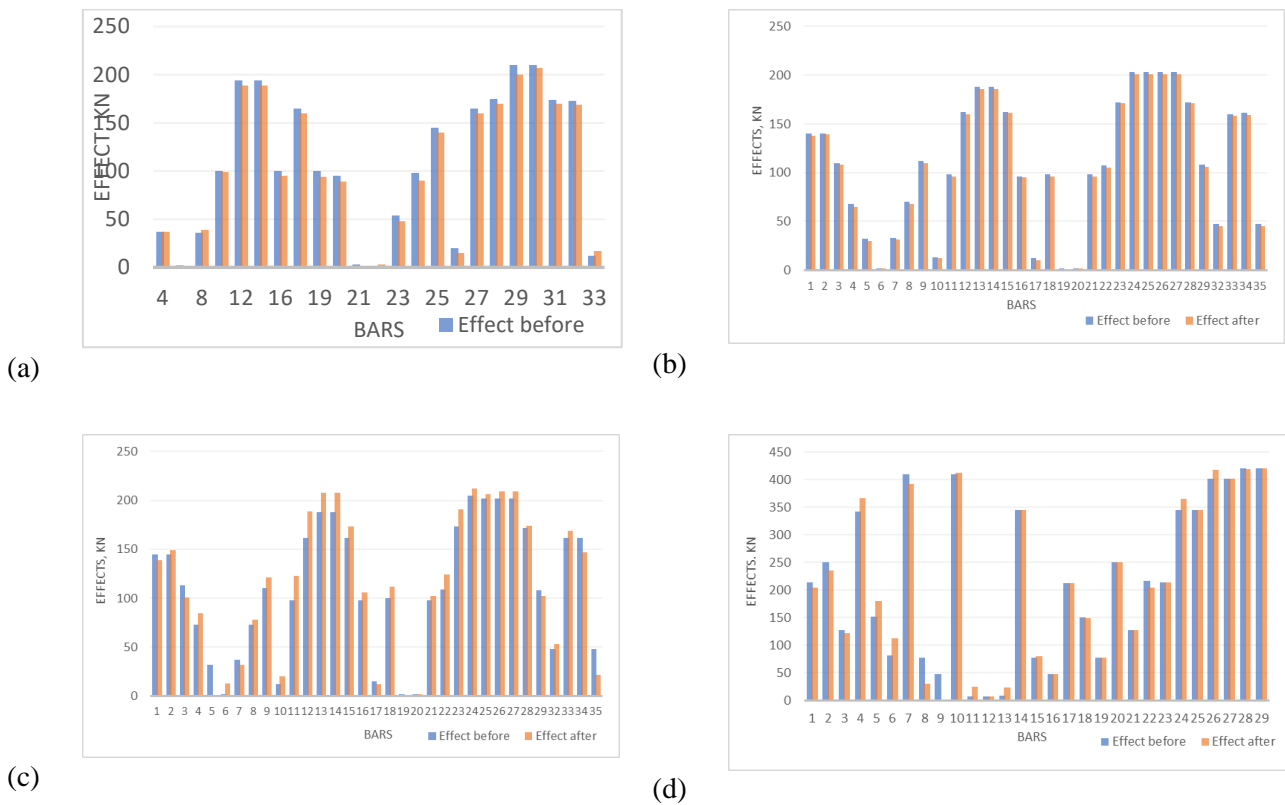 250
200
150
100
50
0
EFFECT, KN
4 8 12 16 19 21 23 25 27 29 31 33
BARS
Effect before
(a)
250
200
150
100
50
0
EFFECTS, KN
1 2 3 4 5 6 7 8 9 10 11 12 13 14 15 16 17 18 19 20 21 22 23 24 25 26 27 28 29 32 33 34 35
BARS
Effect before Effect after
(b)
250
200
150
100
50
0
EFFECTS, KN
1 2 3 4 5 6 7 8 9 10 11 12 13 14 15 16 17 18 19 20 21 22 23 24 25 26 27 28 29 32 33 34 35
BARS
Effect before Effect after
(c)
450
400
350
300
250
200
150
100
50
0
EFFECTS. KN
1 2 3 4 5 6 7 8 9 10 11 12 13 14 15 16 17 18 19 20 21 22 23 24 25 26 27 28 29
BARS
Effect before Effect after
(d)